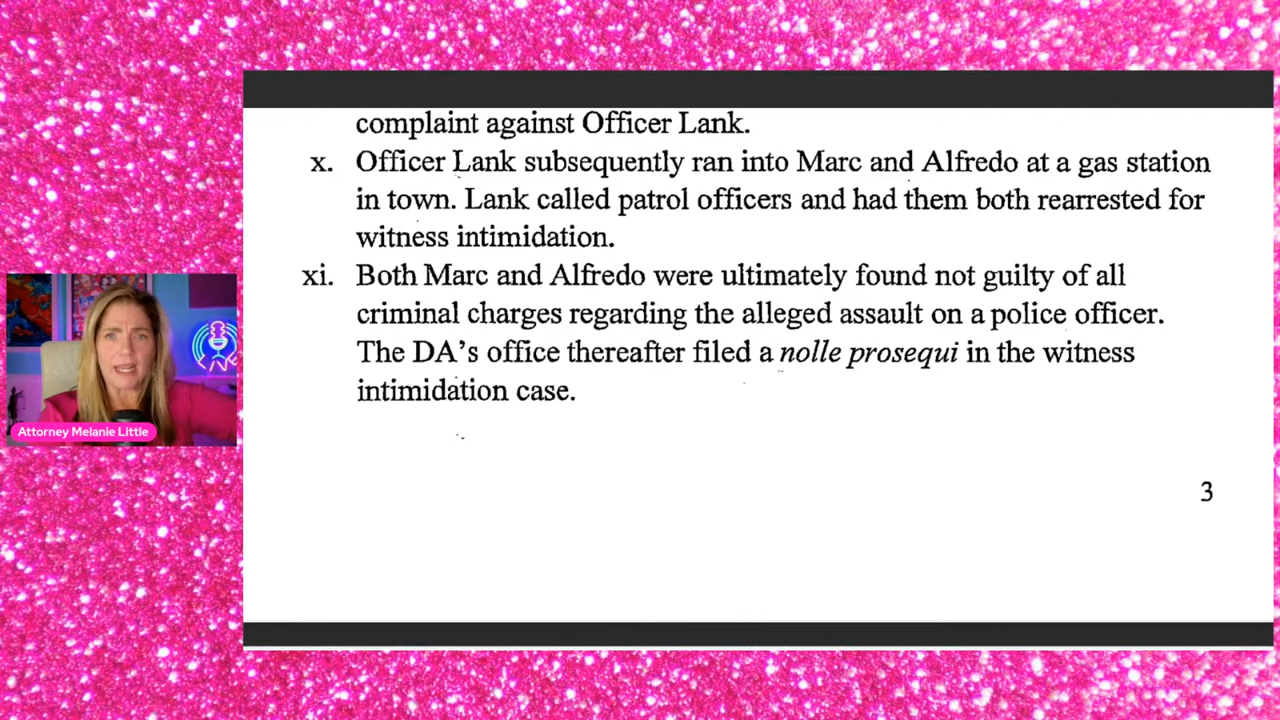 complaint against Officer Lank.
x. Officer Lank subsequently ran into Marc and Alfredo at a gas station
in town. Lank called patrol officers and had them both rearrested for
witness intimidation.
xi. Both Marc and Alfredo were ultimately found not guilty of all
criminal charges regarding the alleged assault on a police officer.
The DA's office thereafter filed a nolle prosequi in the witness
intimidation case.
3
Attorney Melanie Little